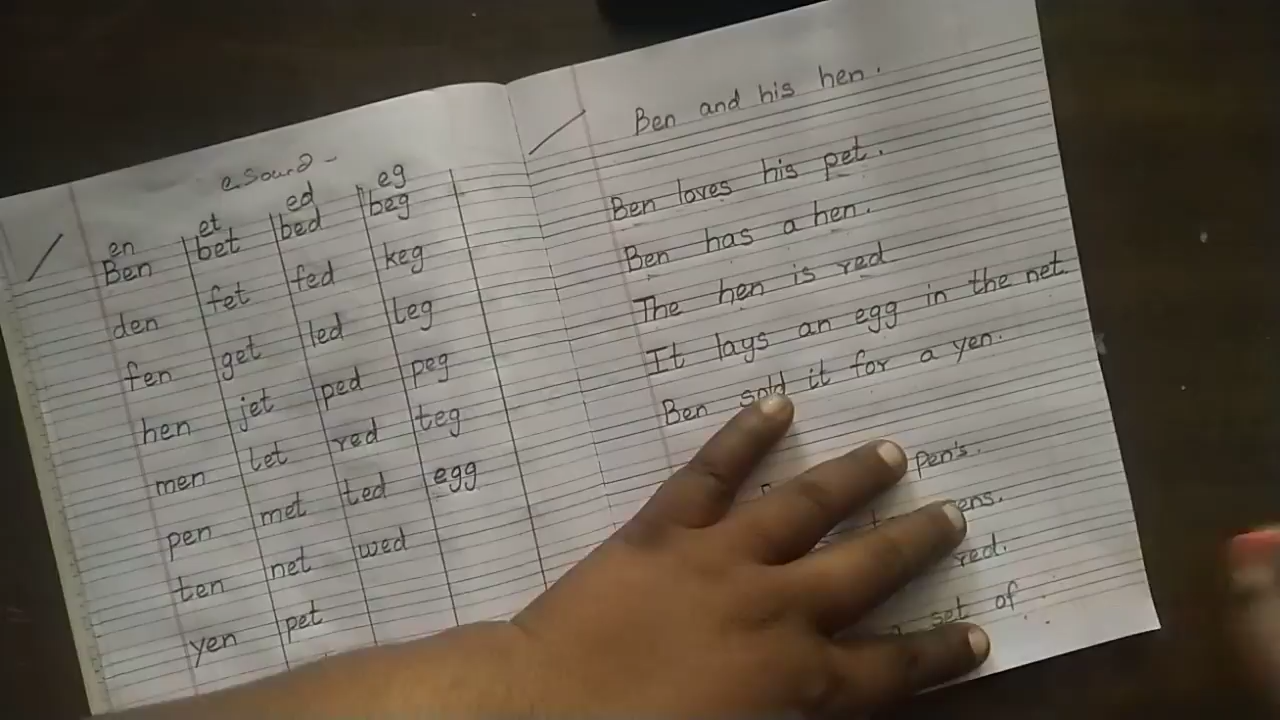 e Sound -
en et ed eg
Ben bet bed beg
den fet fed keg
fen get led leg
hen jet ped peg
men let red teg
pen met ted egg
ten net wed
yen pet
Ben and his hen.
Ben loves his pet.
Ben has a hen.
The hen is red
It lays an egg in the net.
Ben sold it for a yen.
pen's.
red.
set of